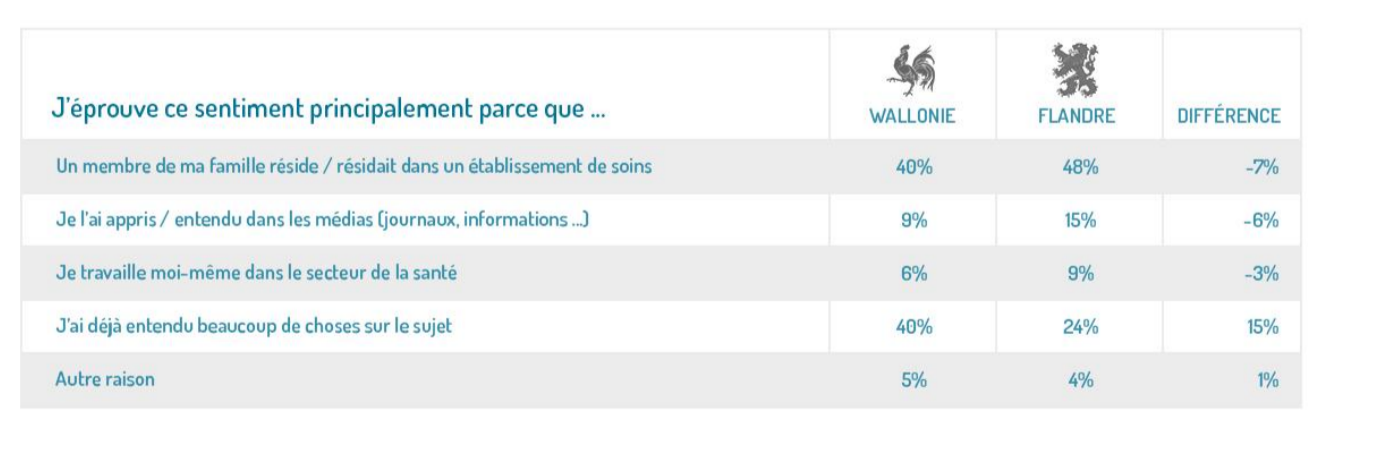 J'éprouve ce sentiment principalement parce que ... WALLONIE FLANDRE DIFFÉRENCE
Un membre de ma famille réside / résidait dans un établissement de soins 40% 48% -7%
Je l'ai appris / entendu dans les médias (journaux, informations ...) 9% 15% -6%
Je travaille moi-même dans le secteur de la santé 6% 9% -3%
J'ai déjà entendu beaucoup de choses sur le sujet 40% 24% 15%
Autre raison 5% 4% 1%